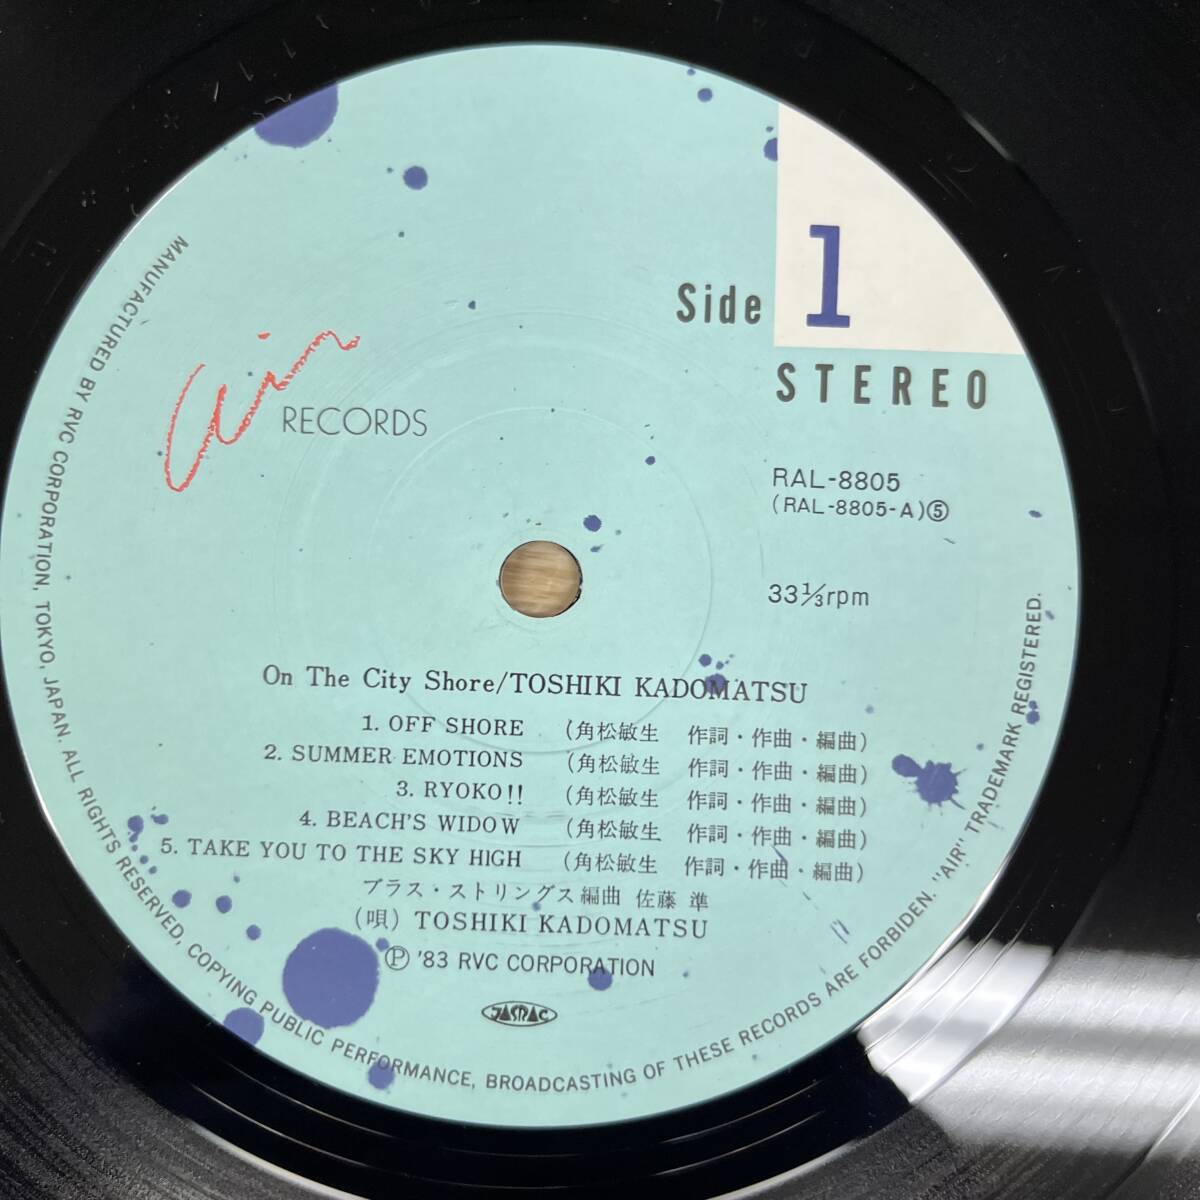 Side 1
STEREO
Air RECORDS
RAL-8805
(RAL-8805-A)⑤
33⅓rpm
On The City Shore/TOSHIKI KADOMATSU
1. OFF SHORE (角松敏生 作詞・作曲・編曲)
2. SUMMER EMOTIONS (角松敏生 作詞・作曲・編曲)
3. RYOKO!! (角松敏生 作詞・作曲・編曲)
4. BEACH'S WIDOW (角松敏生 作詞・作曲・編曲)
5. TAKE YOU TO THE SKY HIGH (角松敏生 作詞・作曲・編曲)
ブラス・ストリングス編曲 佐藤 準
(唄) TOSHIKI KADOMATSU
Ⓟ '83 RVC CORPORATION
JASRAC
MANUFACTURED BY RVC CORPORATION, TOKYO, JAPAN. ALL RIGHTS RESERVED, COPYING PUBLIC PERFORMANCE, BROADCASTING OF THESE RECORDS ARE FORBIDDEN. "AIR" TRADEMARK REGISTERED.